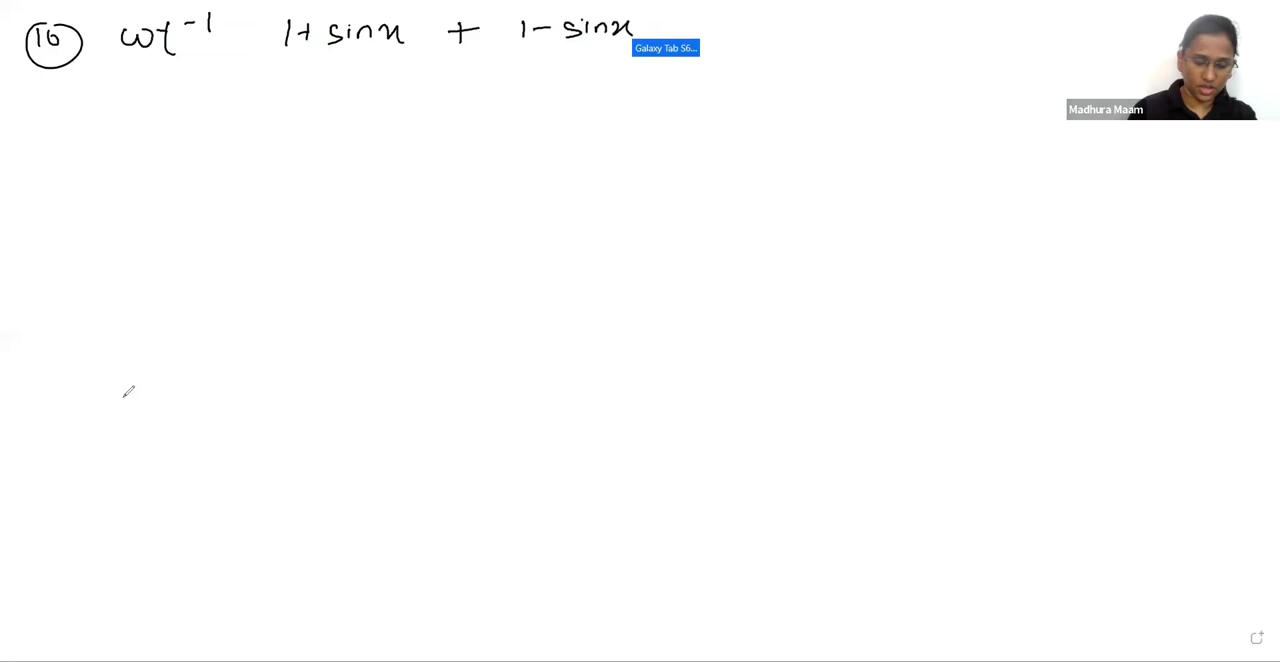 16 cot⁻¹ 1+ sinx + 1- sinx
Galaxy Tab S6...
Madhura Maam